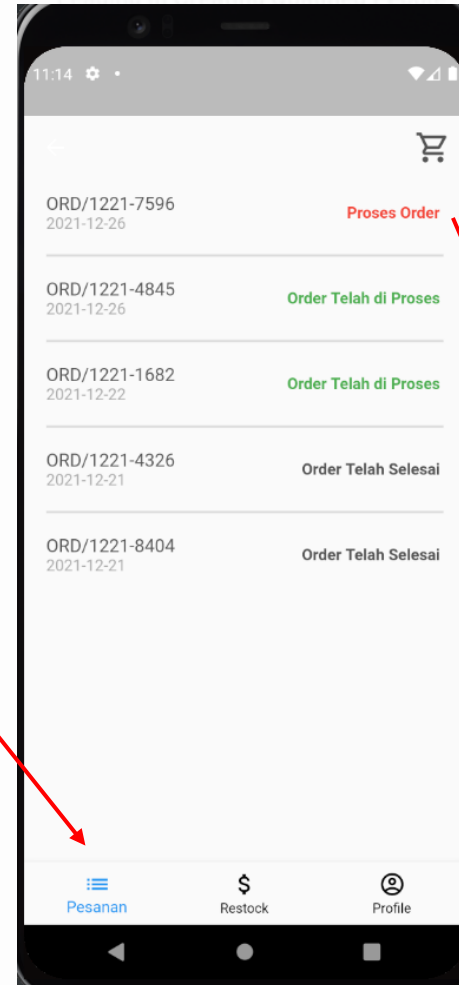 11:14
ORD/1221-7596
2021-12-26
Proses Order
ORD/1221-4845
2021-12-26
Order Telah di Proses
ORD/1221-1682
2021-12-22
Order Telah di Proses
ORD/1221-4326
2021-12-21
Order Telah Selesai
ORD/1221-8404
2021-12-21
Order Telah Selesai
Pesanan
Restock
Profile